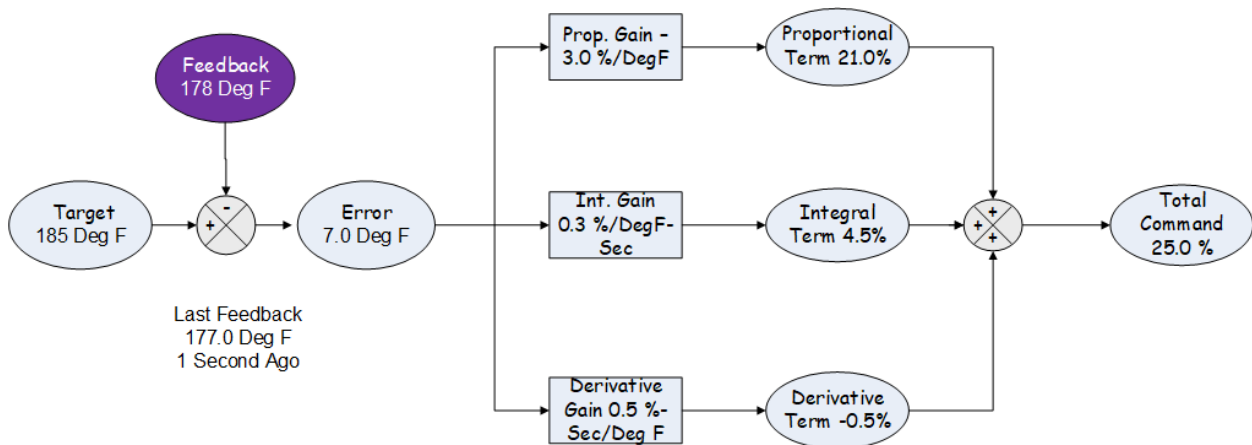 Feedback
178 Deg F
Target
185 Deg F
-
+
Error
7.0 Deg F
Last Feedback
177.0 Deg F
1 Second Ago
Prop. Gain –
3.0 %/DegF
Proportional
Term 21.0%
Int. Gain
0.3 %/DegF-
Sec
Integral
Term 4.5%
Derivative
Gain 0.5 %-
Sec/Deg F
Derivative
Term -0.5%
+
+
+
Total
Command
25.0 %